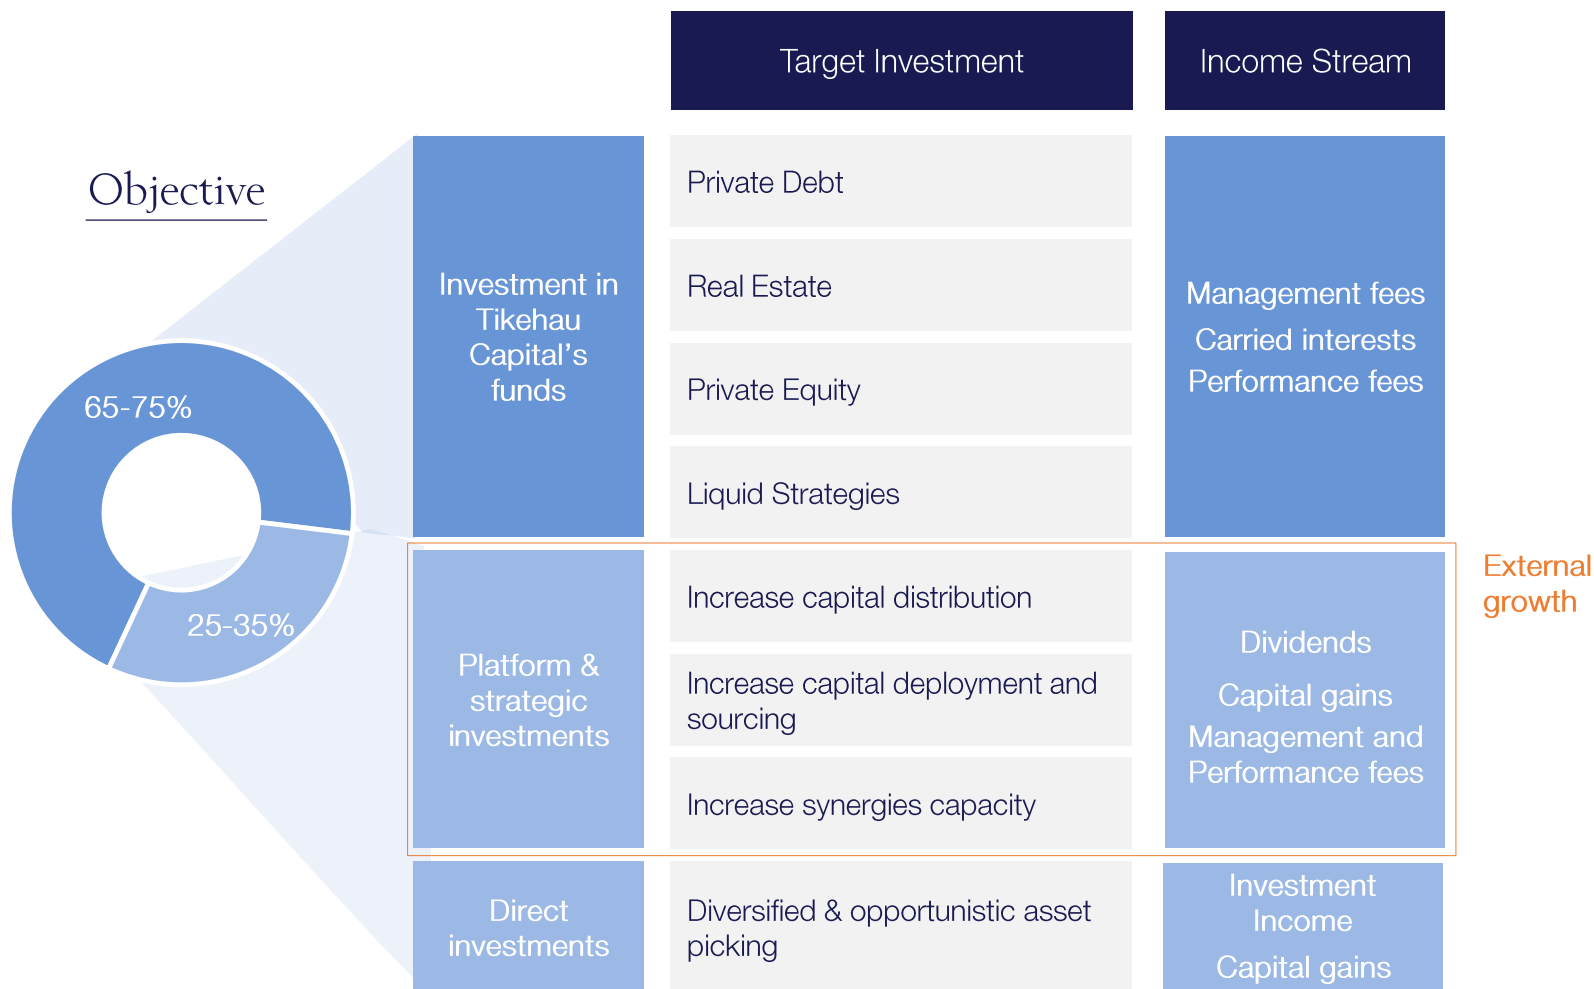 Target Investment
Income Stream
Objective
65-75%
25-35%
Investment in
Tikehau
Capital’s
funds
Private Debt
Real Estate
Private Equity
Liquid Strategies
Management fees
Carried interests
Performance fees
Platform &
strategic
investments
Increase capital distribution
Increase capital deployment and
sourcing
Increase synergies capacity
Dividends
Capital gains
Management and
Performance fees
External
growth
Direct
investments
Diversified & opportunistic asset
picking
Investment
Income
Capital gains